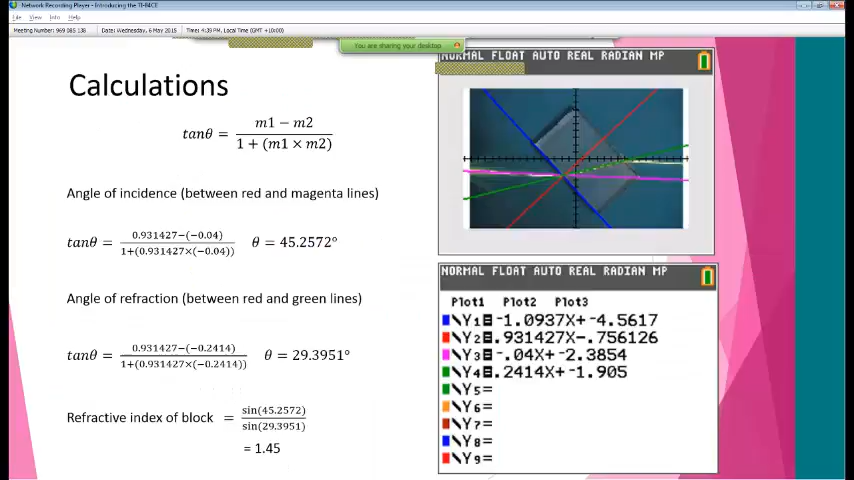 Network Recording Player - Introducing the TI-84CE
File View Info Help
Meeting Number: 969 085 138 Date: Wednesday, 6 May 2015 Time: 4:39 PM, Local Time (GMT +10:00)
You are sharing your desktop
Calculations
tanθ = (m1 − m2) / (1 + (m1 × m2))
Angle of incidence (between red and magenta lines)
tanθ = (0.931427−(−0.04)) / (1+(0.931427×(−0.04))) θ = 45.2572°
Angle of refraction (between red and green lines)
tanθ = (0.931427−(−0.2414)) / (1+(0.931427×(−0.2414))) θ = 29.3951°
Refractive index of block = sin(45.2572) / sin(29.3951)
= 1.45
NORMAL FLOAT AUTO REAL RADIAN MP
NORMAL FLOAT AUTO REAL RADIAN MP
Plot1 Plot2 Plot3
\Y1=-1.0937X+-4.5617
\Y2=.931427X-.756126
\Y3=-.04X+-2.3854
\Y4=.2414X+-1.905
\Y5=
\Y6=
\Y7=
\Y8=
\Y9=